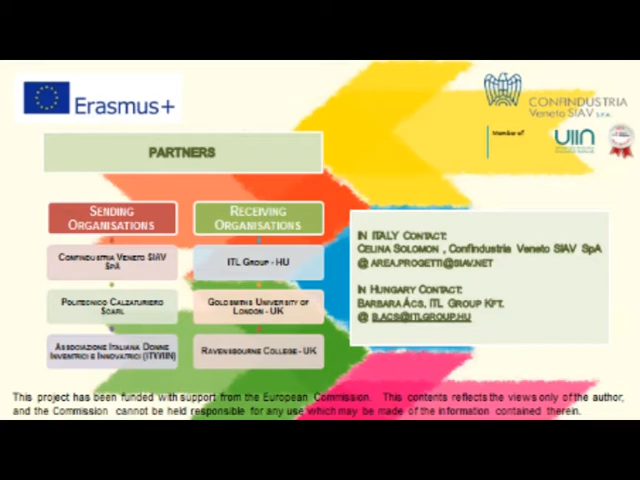 Erasmus+
CONFINDUSTRIA
Veneto SIAV S.P.A.
Member of
UIIN
PARTNERS
SENDING
ORGANISATIONS
RECEIVING
ORGANISATIONS
CONFINDUSTRIA VENETO SIAV
SPA
ITL GROUP - HU
POLITECNICO CALZATURIERO
SCARL
GOLDSMITHS UNIVERSITY OF
LONDON - UK
ASSOCIAZIONE ITALIANA DONNE
INVENTRICI E INNOVATRICI (ITWIIN)
RAVENSBOURNE COLLEGE - UK
IN ITALY CONTACT:
CELINA SOLOMON , Confindustria Veneto SIAV SpA
@ AREA.PROGETTI@SIAV.NET
IN HUNGARY CONTACT:
BARBARA ÁCS, ITL GROUP KFT.
@ B.ACS@ITLGROUP.HU
This project has been funded with support from the European Commission. This contents reflects the views only of the author,
and the Commission cannot be held responsible for any use which may be made of the information contained therein.